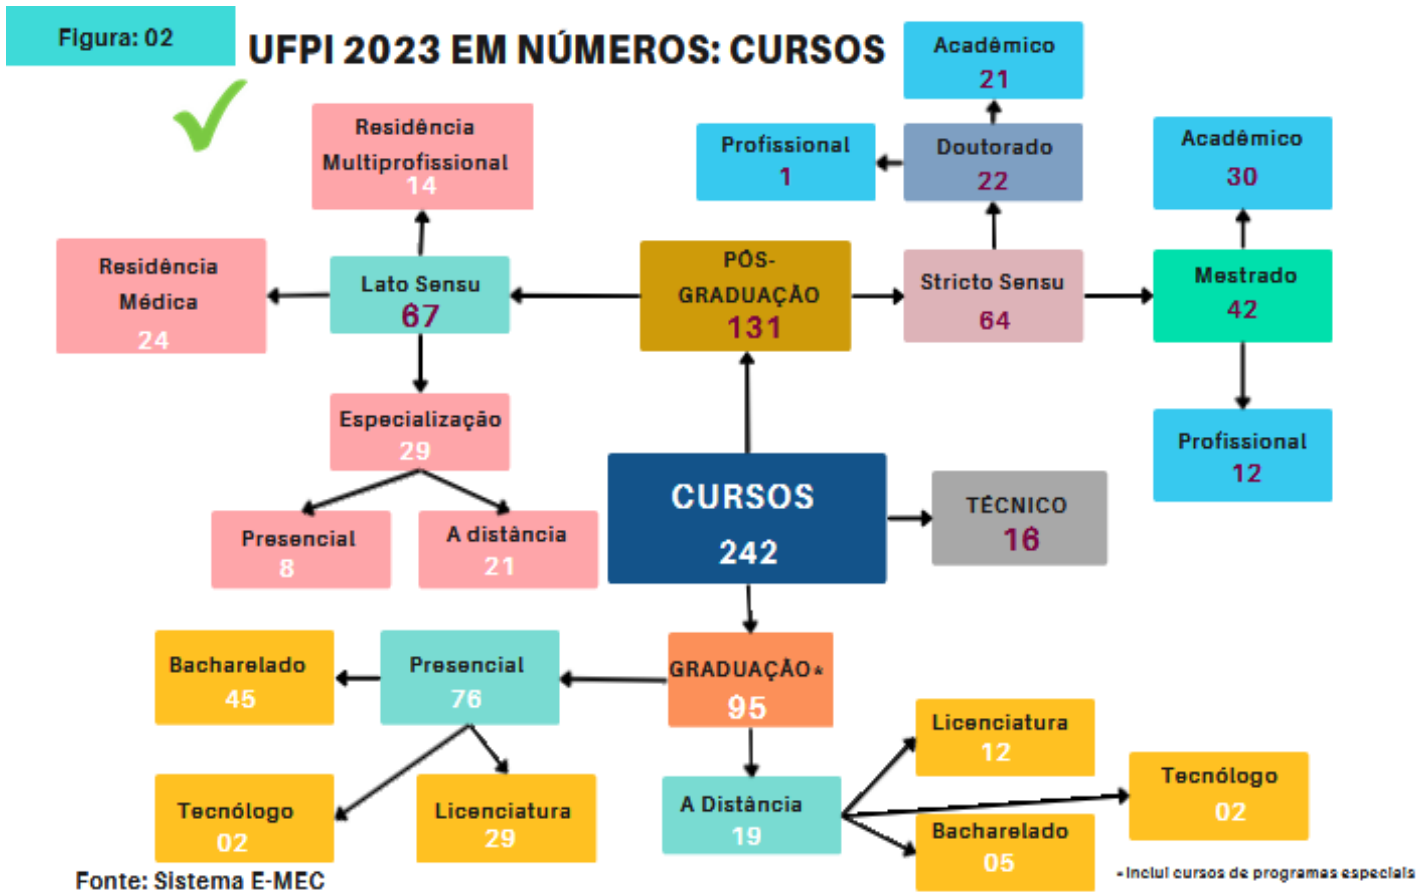 Figura: 02
UFPI 2023 EM NÚMEROS: CURSOS
Acadêmico
21
Residência
Multiprofissional
14
Profissional
1
Doutorado
22
Acadêmico
30
Residência
Médica
24
Lato Sensu
67
PÓS-
GRADUAÇÃO
131
Stricto Sensu
64
Mestrado
42
Especialização
29
Profissional
12
CURSOS
242
TÉCNICO
16
Presencial
8
A distância
21
Bacharelado
45
Presencial
76
GRADUAÇÃO*
95
Licenciatura
12
Tecnólogo
02
Licenciatura
29
A Distância
19
Tecnólogo
02
Bacharelado
05
Fonte: Sistema E-MEC
* Inclui cursos de programas especiais